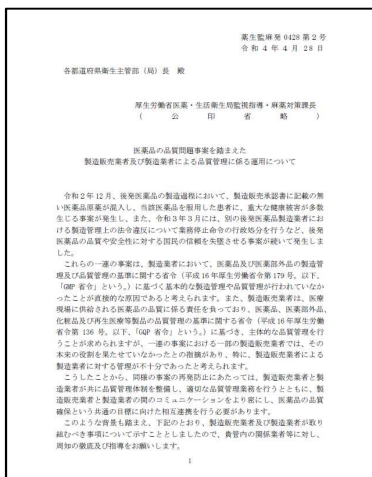 薬生監麻発 0428 第 2 号
令 和 4 年 4 月 28 日
各都道府県衛生主管部（局）長　殿
厚生労働省医薬・生活衛生局監視指導・麻薬対策課長
（　公　印　省　略　）
医薬品の品質問題事案を踏まえた
製造販売業者及び製造業者による品質管理に係る運用について
令和２年 12 月、後発医薬品の製造過程において、製造販売承認書に記載の無
い医薬品原薬が混入し、当該医薬品を服用した患者に、重大な健康被害が多数
生じる事案が発生し、また、令和３年３月には、別の後発医薬品製造業者にお
ける製造管理上の法令違反について業務停止命令の行政処分を行うなど、後発
医薬品の品質や安全性に対する国民の信頼を失墜させる事案が続いて発生しま
した。
これらの一連の事案は、製造業者において、医薬品及び医薬部外品の製造管
理及び品質管理の基準に関する省令（平成 16 年厚生労働省令第 179 号。以下、
「GMP 省令」という。）に基づく基本的な製造管理や品質管理が行われていなか
ったことが直接的な原因であると考えられます。また、製造販売業者は、医療
現場に供給される医薬品の品質に係る責任を負っており、医薬品、医薬部外品、
化粧品及び再生医療等製品の品質管理の基準に関する省令（平成 16 年厚生労働
省令第 136 号。以下「GQP 省令」という。）に基づき、主体的な品質管理を行
うことが求められますが、一連の事案における一部の製造販売業者では、その
本来の役割を果たせていなかったとの指摘があり、特に、製造販売業者による
製造業者に対する管理が不十分であったと考えられます。
こうしたことから、同様の事案の再発防止にあたっては、製造販売業者と製
造業者が共に品質管理体制を整備し、適切な品質管理業務を行うとともに、製
造販売業者と製造業者の間のコミュニケーションをより密にし、医薬品の品質
確保という共通の目標に向けた相互連携を行う必要があります。
このような背景も踏まえ、下記のとおり、製造販売業者及び製造業者が取り
組むべき事項について示すこととしましたので、貴管内の関係業者等に対し、
周知の徹底及び指導をお願いします。
1